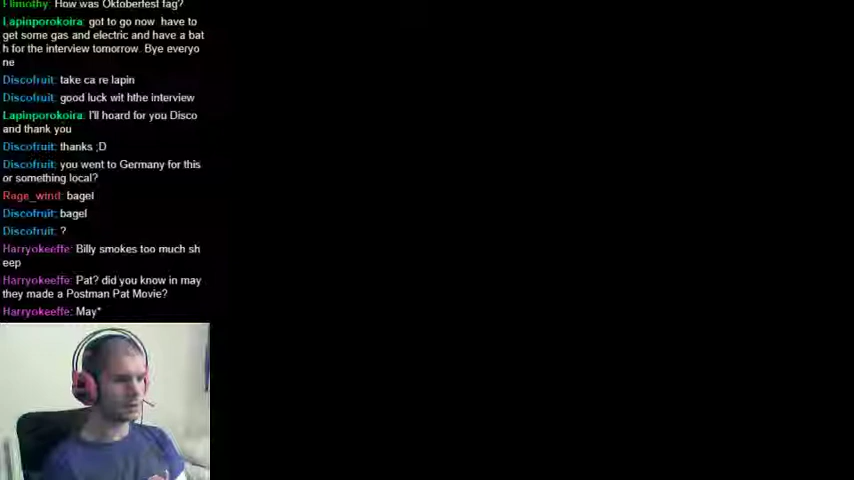 Flimothy: How was Oktoberfest fag?
Lapinporokoira: got to go now  have to
get some gas and electric and have a bat
h for the interview tomorrow. Bye everyo
ne
Discofruit: take ca re lapin
Discofruit: good luck wit hthe interview
Lapinporokoira: I'll hoard for you Disco
and thank you
Discofruit: thanks ;D
Discofruit: you went to Germany for this
or something local?
Rage_wind: bagel
Discofruit: bagel
Discofruit: ?
Harryokeeffe: Billy smokes too much sh
eep
Harryokeeffe: Pat? did you know in may
they made a Postman Pat Movie?
Harryokeeffe: May*